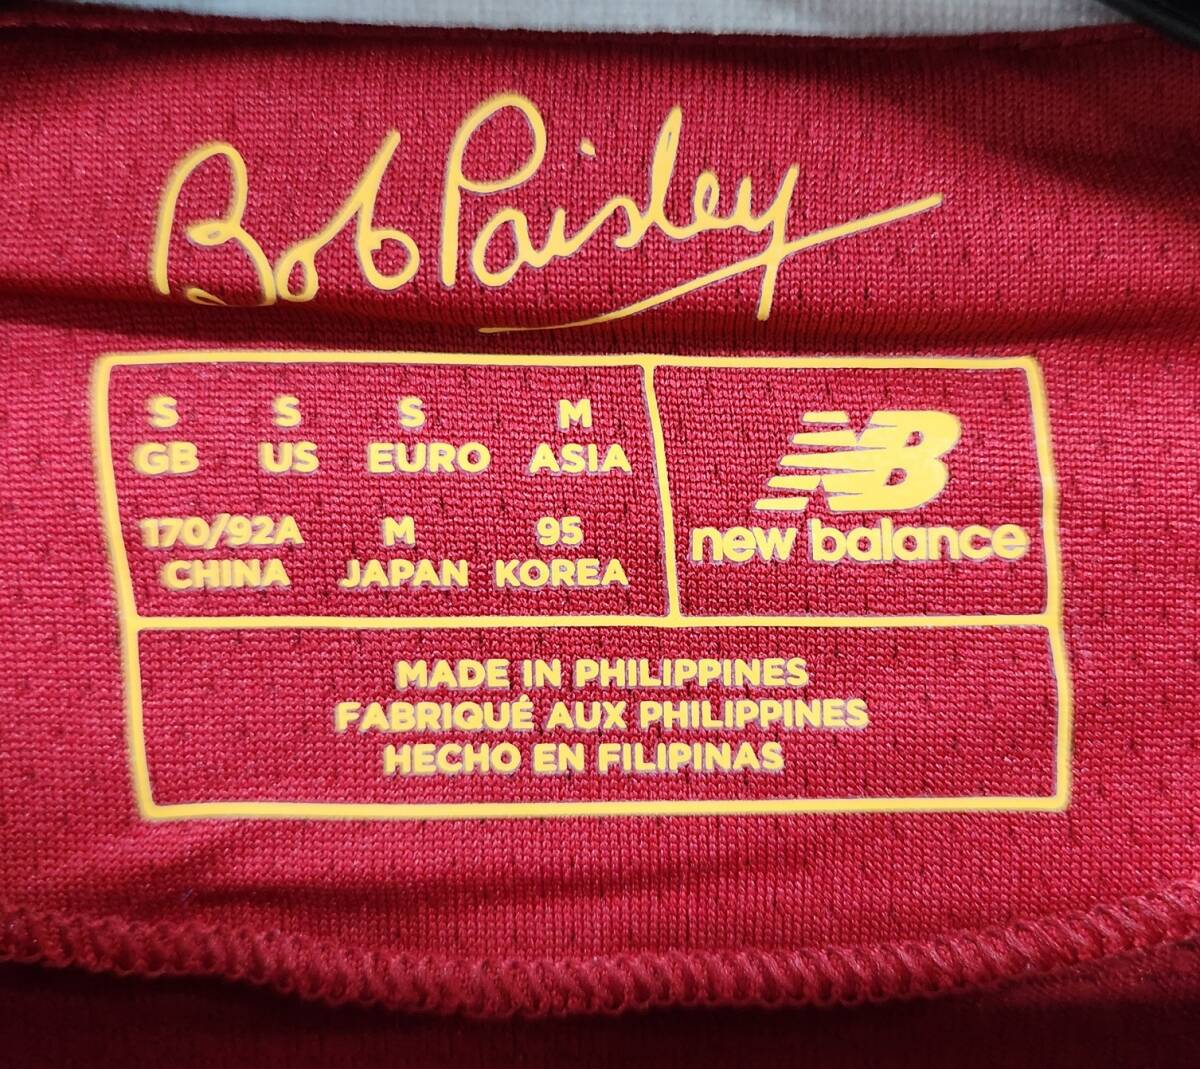 Bob Paisley
S S S M
GB US EURO ASIA
170/92A M 95
CHINA JAPAN KOREA
NB
new balance
MADE IN PHILIPPINES
FABRIQUÉ AUX PHILIPPINES
HECHO EN FILIPINAS